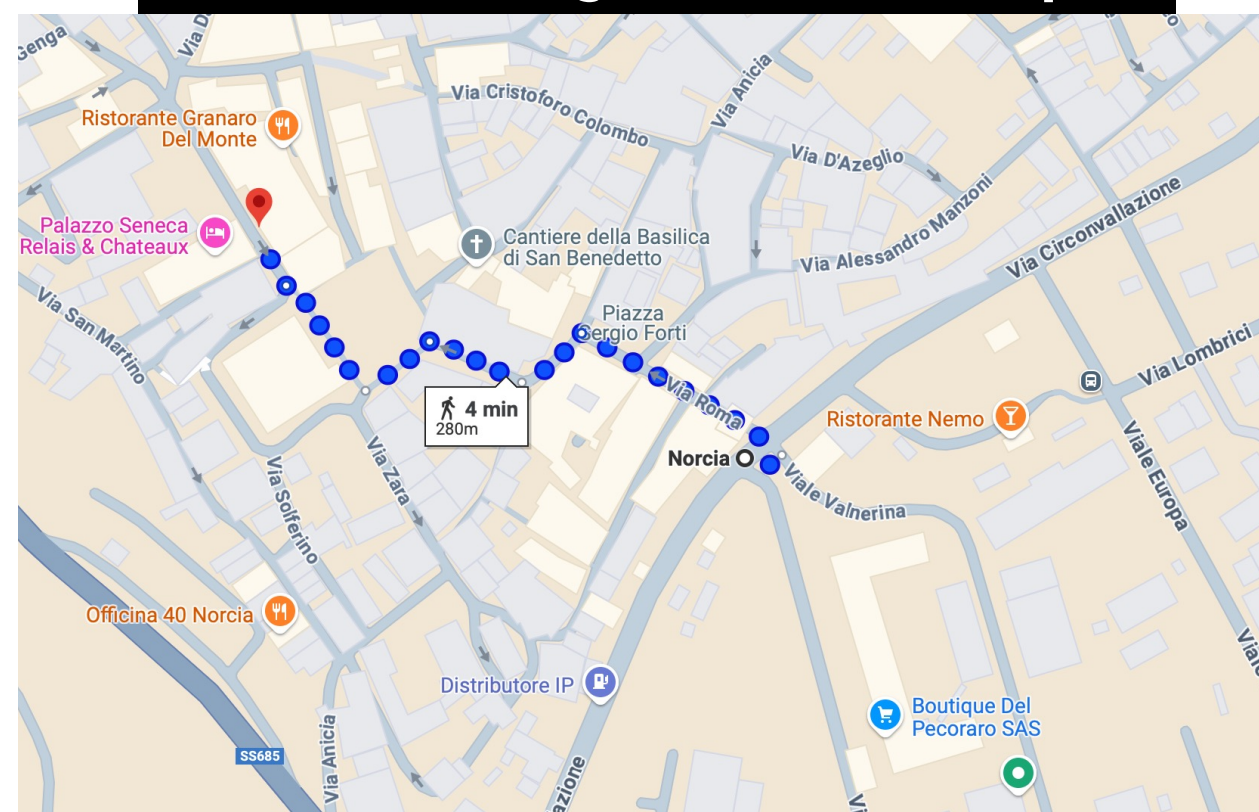 Genga
Via Cristoforo Colombo
Via Anicia
Ristorante Granaro
Del Monte
Via D'Azeglio
Via Alessandro Manzoni
Via Circonvallazione
Palazzo Seneca
Relais & Chateaux
Cantiere della Basilica
di San Benedetto
Via San Martino
Piazza
Sergio Forti
Via Lombrici
4 min
280m
Via Roma
Ristorante Nemo
Norcia
Via Zara
Via Solferino
Viale Valnerina
Viale Europa
Officina 40 Norcia
Distributore IP
Boutique Del
Pecoraro SAS
SS685
Via Anicia